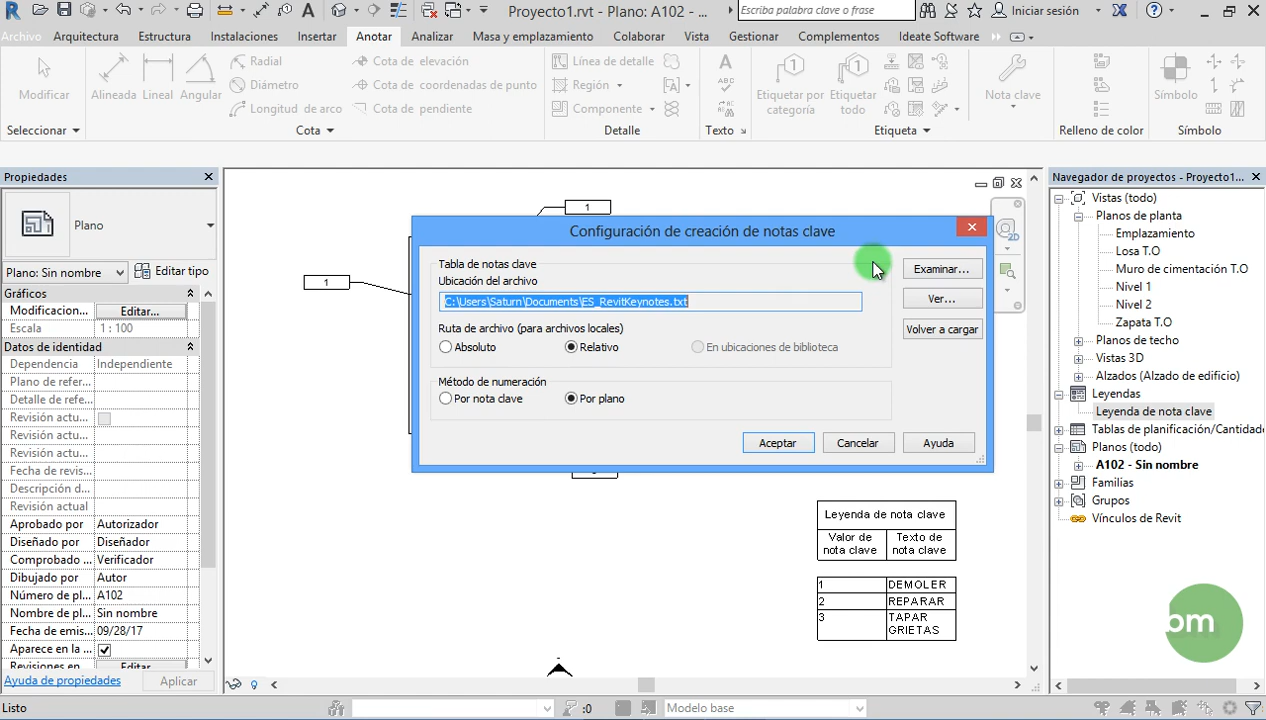 Proyecto1.rvt - Plano: A102 - ...
Escriba palabra clave o frase
Iniciar sesión
Archivo Arquitectura Estructura Instalaciones Insertar Anotar Analizar Masa y emplazamiento Colaborar Vista Gestionar Complementos Ideate Software
Modificar
Seleccionar
Alineada
Lineal
Angular
Radial
Diámetro
Longitud de arco
Cota de elevación
Cota de coordenadas de punto
Cota de pendiente
Cota
Línea de detalle
Región
Componente
Detalle
Texto
Etiquetar por categoría
Etiquetar todo
Etiqueta
Nota clave
Relleno de color
Símbolo
Símbolo
Propiedades
Plano
Plano: Sin nombre
Editar tipo
Gráficos
Modificacion... Editar...
Escala 1 : 100
Datos de identidad
Dependencia Independiente
Plano de refer...
Detalle de refe...
Revisión actu...
Revisión actu...
Revisión actu...
Fecha de revis...
Descripción d...
Revisión actual
Aprobado por Autorizador
Diseñado por Diseñador
Comprobado ... Verificador
Dibujado por Autor
Número de pl... A102
Nombre de pl... Sin nombre
Fecha de emis... 09/28/17
Aparece en la ...
Revisiones en Editar
Ayuda de propiedades
Aplicar
1
1
Configuración de creación de notas clave
Tabla de notas clave
Ubicación del archivo
C:\Users\Saturn\Documents\ES_RevitKeynotes.txt
Examinar...
Ver...
Volver a cargar
Ruta de archivo (para archivos locales)
Absoluto
Relativo
En ubicaciones de biblioteca
Método de numeración
Por nota clave
Por plano
Aceptar
Cancelar
Ayuda
Leyenda de nota clave
Valor de nota clave
Texto de nota clave
1 DEMOLER
2 REPARAR
3 TAPAR
GRIETAS
Navegador de proyectos - Proyecto1...
Vistas (todo)
Planos de planta
Emplazamiento
Losa T.O
Muro de cimentación T.O
Nivel 1
Nivel 2
Zapata T.O
Planos de techo
Vistas 3D
Alzados (Alzado de edificio)
Leyendas
Leyenda de nota clave
Tablas de planificación/Cantidade
Planos (todo)
A102 - Sin nombre
Familias
Grupos
Vínculos de Revit
2D
om
Listo
:0
Modelo base